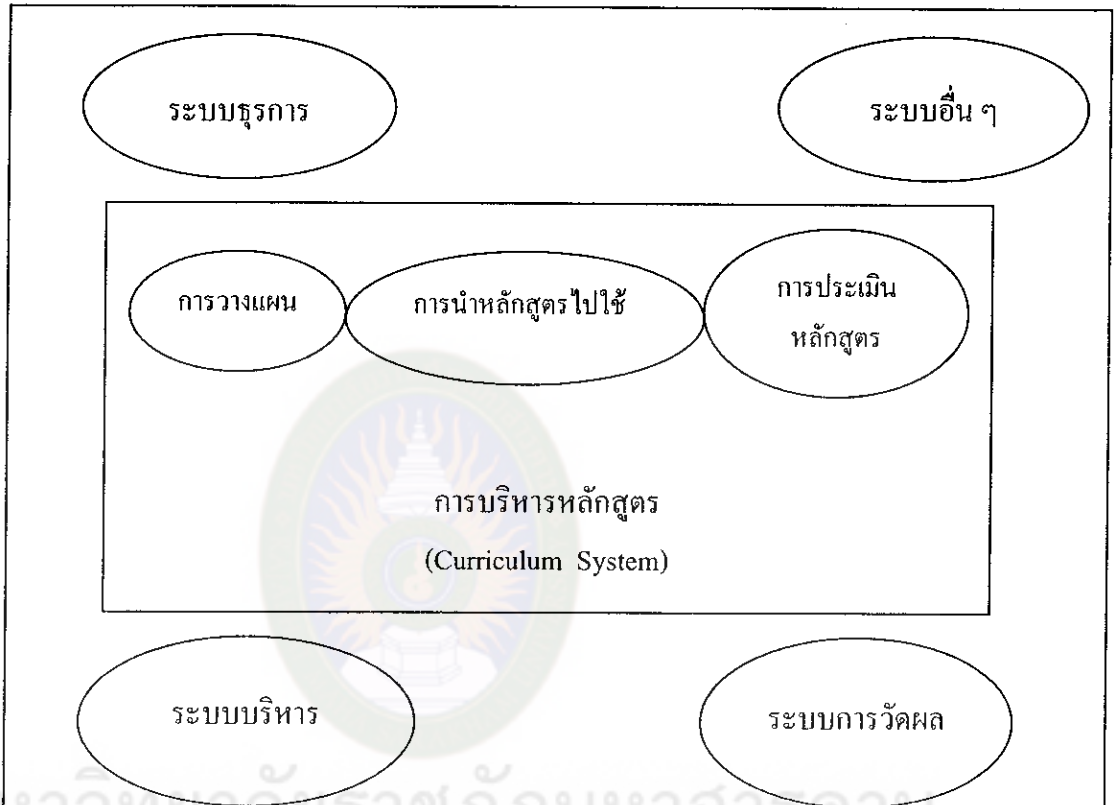 ระบบธุรการ
ระบบอื่น ๆ
การวางแผน
การนำหลักสูตรไปใช้
การประเมิน
หลักสูตร
การบริหารหลักสูตร
(Curriculum System)
ระบบบริหาร
ระบบการวัดผล